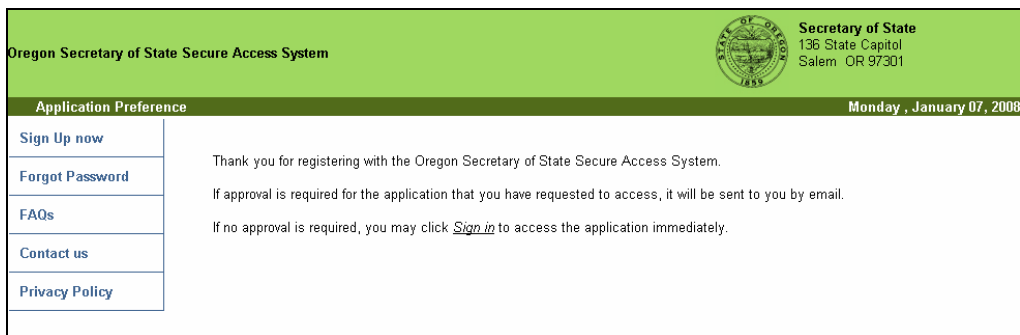 Oregon Secretary of State Secure Access System
STATE OF OREGON
1859
Secretary of State
136 State Capitol
Salem OR 97301
Application Preference
Monday , January 07, 2008
Sign Up now
Forgot Password
FAQs
Contact us
Privacy Policy
Thank you for registering with the Oregon Secretary of State Secure Access System.
If approval is required for the application that you have requested to access, it will be sent to you by email.
If no approval is required, you may click Sign in to access the application immediately.